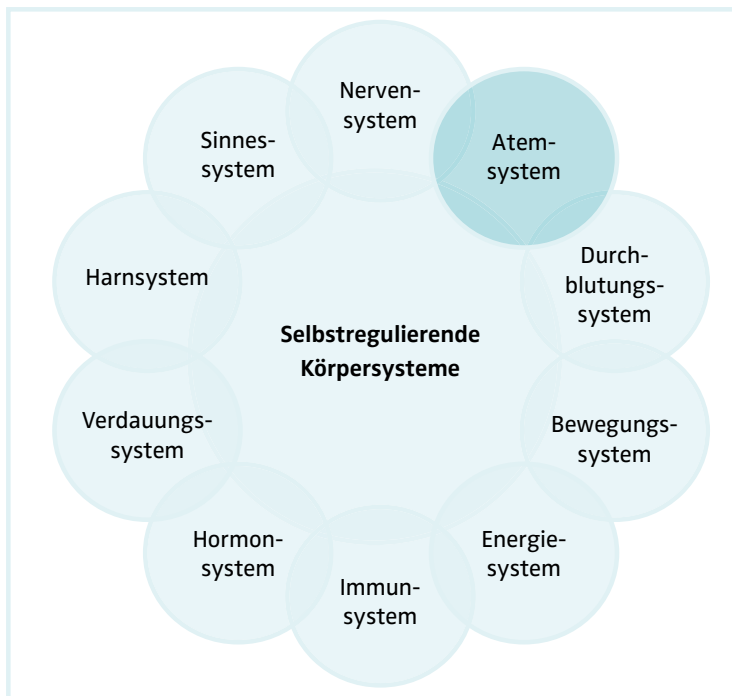 Nerven-
system
Atem-
system
Durch-
blutungs-
system
Bewegungs-
system
Energie-
system
Immun-
system
Hormon-
system
Verdauungs-
system
Harnsystem
Sinnes-
system
Selbstregulierende
Körpersysteme